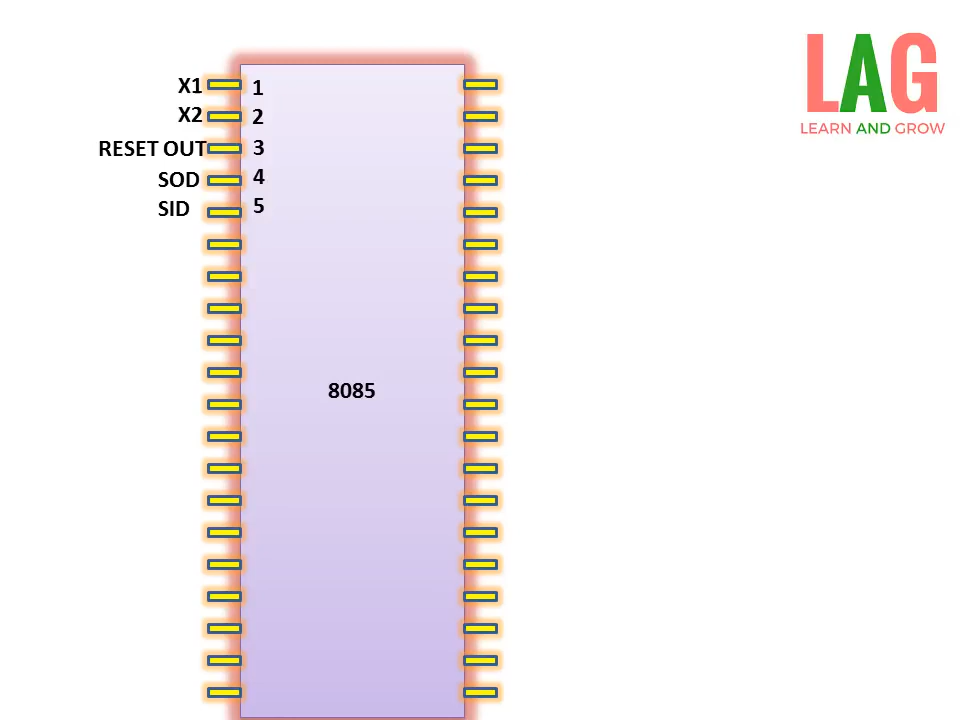 X1 1
X2 2
RESET OUT 3
SOD 4
SID 5
8085
LAG
LEARN AND GROW